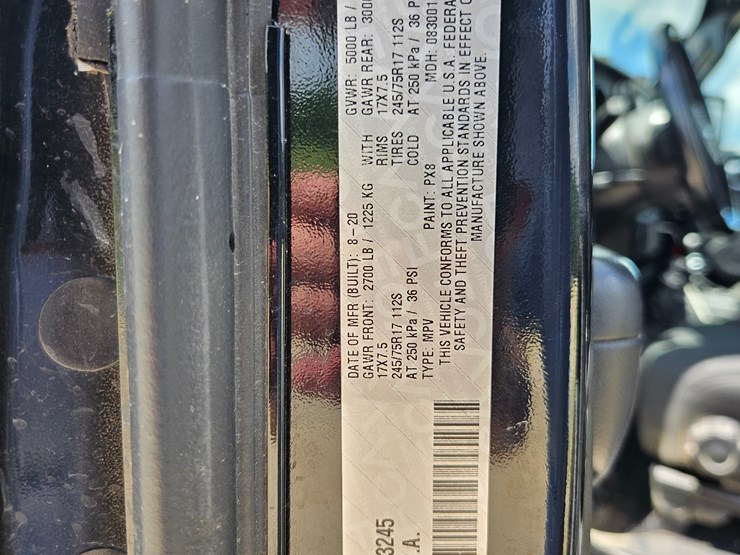 DATE OF MFR (BUILT): 8-20 GVWR: 5000 LB /
GAWR FRONT: 2700 LB / 1225 KG WITH GAWR REAR: 3000
17X7.5 RIMS 17X7.5
245/75R17 112S TIRES 245/75R17 112S
AT 250 kPa / 36 PSI COLD AT 250 kPa / 36 P
TYPE: MPV PAINT: PX8 MDH: 083001
THIS VEHICLE CONFORMS TO ALL APPLICABLE U.S.A. FEDERA
SAFETY AND THEFT PREVENTION STANDARDS IN EFFECT O
MANUFACTURE SHOWN ABOVE.
3245
.A.